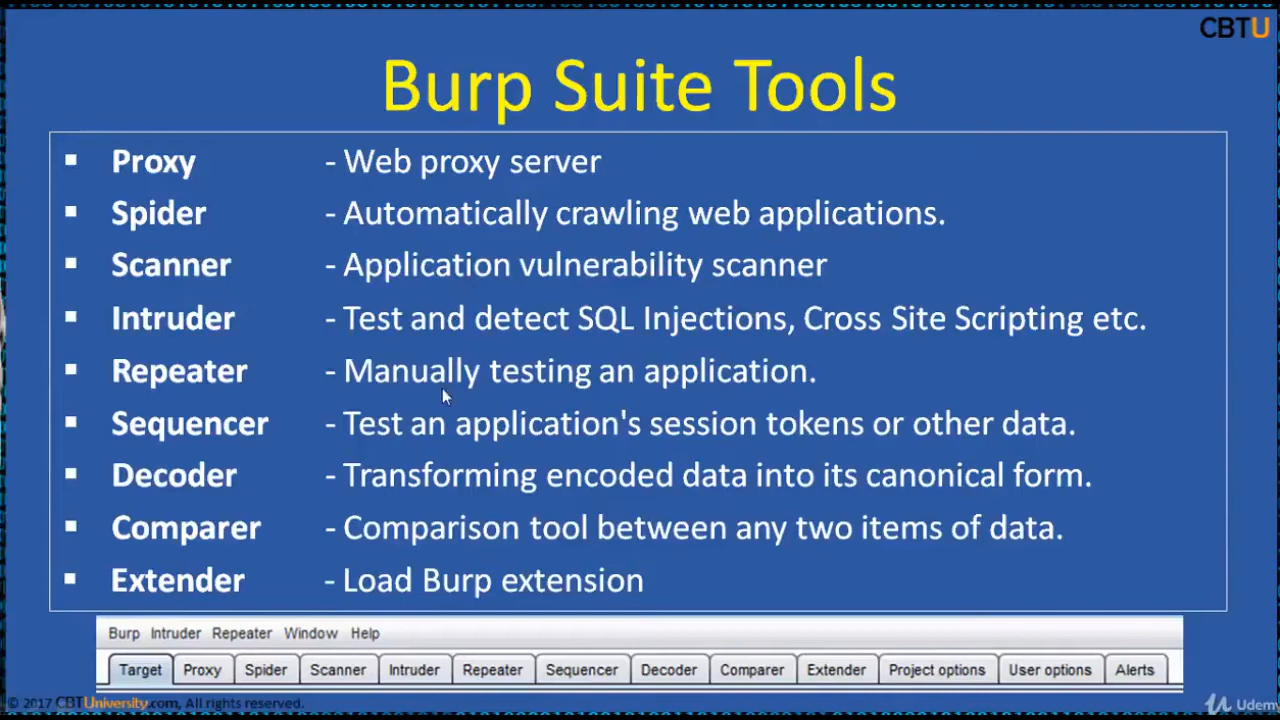 CBTU
Burp Suite Tools
▪ Proxy - Web proxy server
▪ Spider - Automatically crawling web applications.
▪ Scanner - Application vulnerability scanner
▪ Intruder - Test and detect SQL Injections, Cross Site Scripting etc.
▪ Repeater - Manually testing an application.
▪ Sequencer - Test an application's session tokens or other data.
▪ Decoder - Transforming encoded data into its canonical form.
▪ Comparer - Comparison tool between any two items of data.
▪ Extender - Load Burp extension
Burp Intruder Repeater Window Help
Target Proxy Spider Scanner Intruder Repeater Sequencer Decoder Comparer Extender Project options User options Alerts
© 2017 CBTUniversity.com, All rights reserved.
Udemy